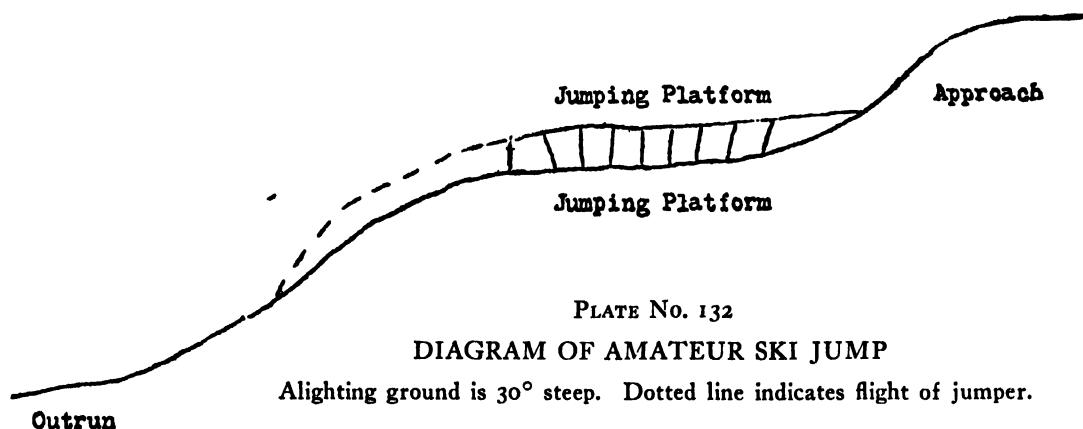 Jumping Platform
Approach
Jumping Platform
PLATE No. 132
DIAGRAM OF AMATEUR SKI JUMP
Alighting ground is 30° steep. Dotted line indicates flight of jumper.
Outrun